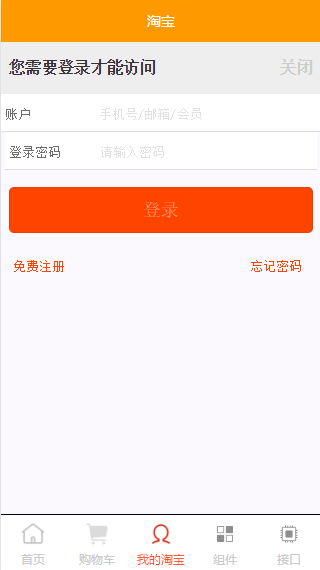 淘宝
您需要登录才能访问 关闭
账户 手机号/邮箱/会员
登录密码 请输入密码
登录
免费注册 忘记密码
首页 购物车 我的淘宝 组件 接口